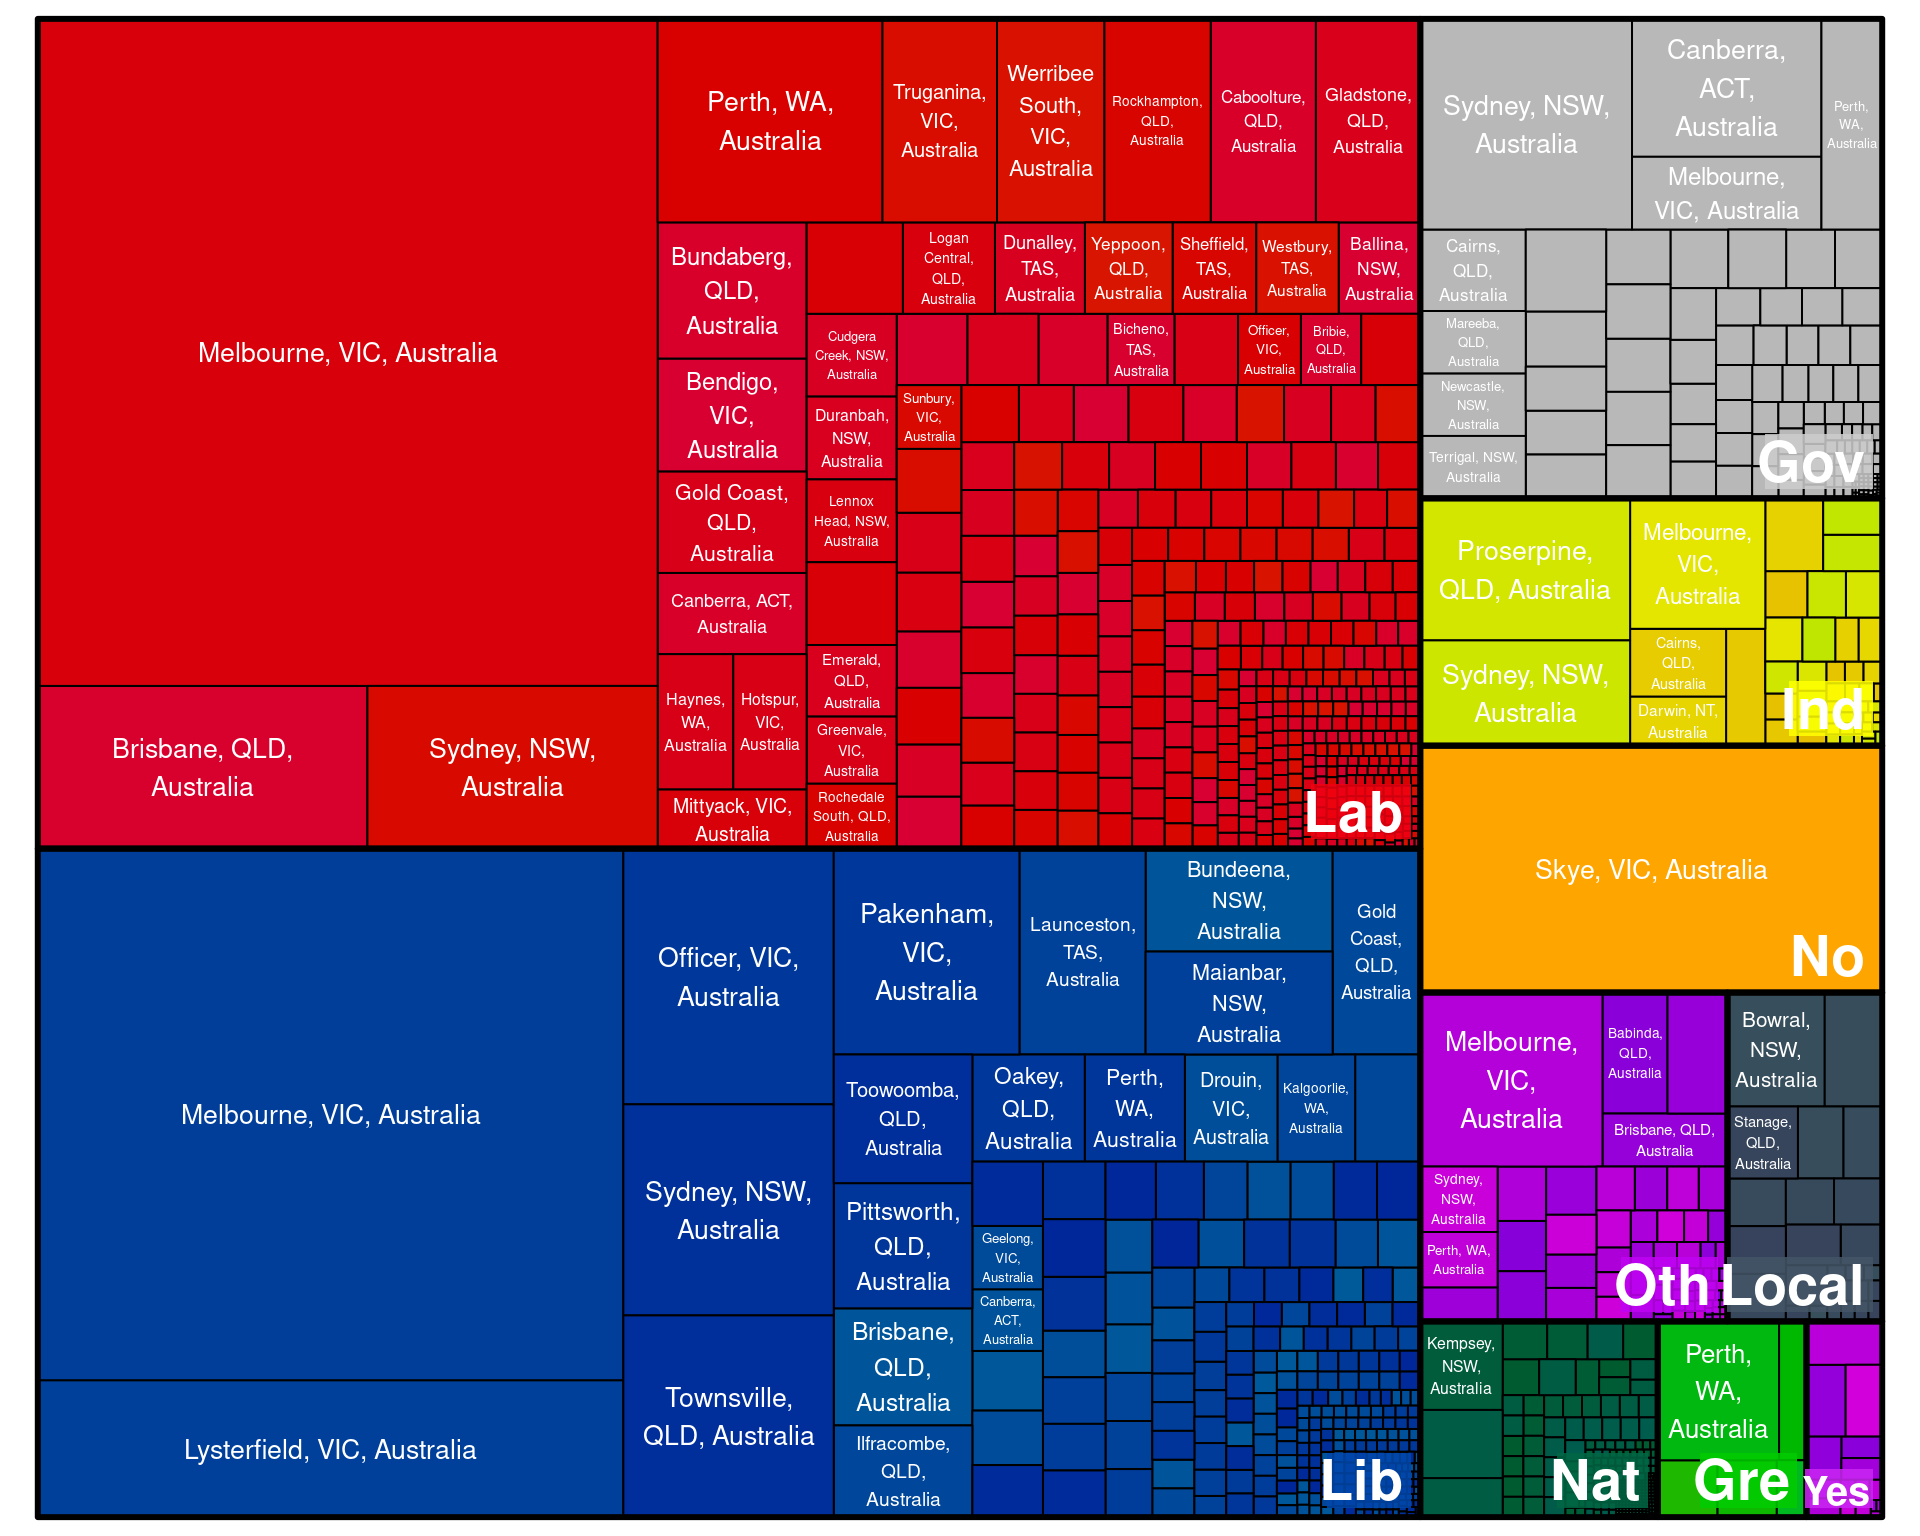 Melbourne, VIC, Australia
Brisbane, QLD,
Australia
Sydney, NSW,
Australia
Perth, WA,
Australia
Truganina,
VIC,
Australia
Werribee
South,
VIC,
Australia
Rockhampton,
QLD,
Australia
Caboolture,
QLD,
Australia
Gladstone,
QLD,
Australia
Bundaberg,
QLD,
Australia
Bendigo,
VIC,
Australia
Gold Coast,
QLD,
Australia
Canberra, ACT,
Australia
Haynes,
WA,
Australia
Hotspur,
VIC,
Australia
Mittyack, VIC,
Australia
Logan
Central,
QLD,
Australia
Dunalley,
TAS,
Australia
Yeppoon,
QLD,
Australia
Sheffield,
TAS,
Australia
Westbury,
TAS,
Australia
Ballina,
NSW,
Australia
Cudgera
Creek, NSW,
Australia
Duranbah,
NSW,
Australia
Lennox
Head, NSW,
Australia
Emerald,
QLD,
Australia
Greenvale,
VIC,
Australia
Rochedale
South, QLD,
Australia
Bicheno,
TAS,
Australia
Officer,
VIC,
Australia
Bribie,
QLD,
Australia
Sunbury,
VIC,
Australia
Lab
Melbourne, VIC, Australia
Lysterfield, VIC, Australia
Officer, VIC,
Australia
Sydney, NSW,
Australia
Townsville,
QLD, Australia
Pakenham,
VIC,
Australia
Launceston,
TAS,
Australia
Bundeena,
NSW,
Australia
Maianbar,
NSW,
Australia
Gold
Coast,
QLD,
Australia
Toowoomba,
QLD,
Australia
Pittsworth,
QLD,
Australia
Brisbane,
QLD,
Australia
Ilfracombe,
QLD,
Australia
Oakey,
QLD,
Australia
Perth,
WA,
Australia
Drouin,
VIC,
Australia
Kalgoorlie,
WA,
Australia
Geelong,
VIC,
Australia
Canberra,
ACT,
Australia
Lib
Sydney, NSW,
Australia
Canberra,
ACT,
Australia
Melbourne,
VIC, Australia
Perth,
WA,
Australia
Cairns,
QLD,
Australia
Mareeba,
QLD,
Australia
Newcastle,
NSW,
Australia
Terrigal, NSW,
Australia
Gov
Proserpine,
QLD, Australia
Sydney, NSW,
Australia
Melbourne,
VIC,
Australia
Cairns,
QLD,
Australia
Darwin, NT,
Australia
Ind
Skye, VIC, Australia
No
Melbourne,
VIC,
Australia
Babinda,
QLD,
Australia
Brisbane, QLD,
Australia
Sydney,
NSW,
Australia
Perth, WA,
Australia
Oth
Bowral,
NSW,
Australia
Stanage,
QLD,
Australia
Local
Kempsey,
NSW,
Australia
Nat
Perth,
WA,
Australia
Gre
Yes